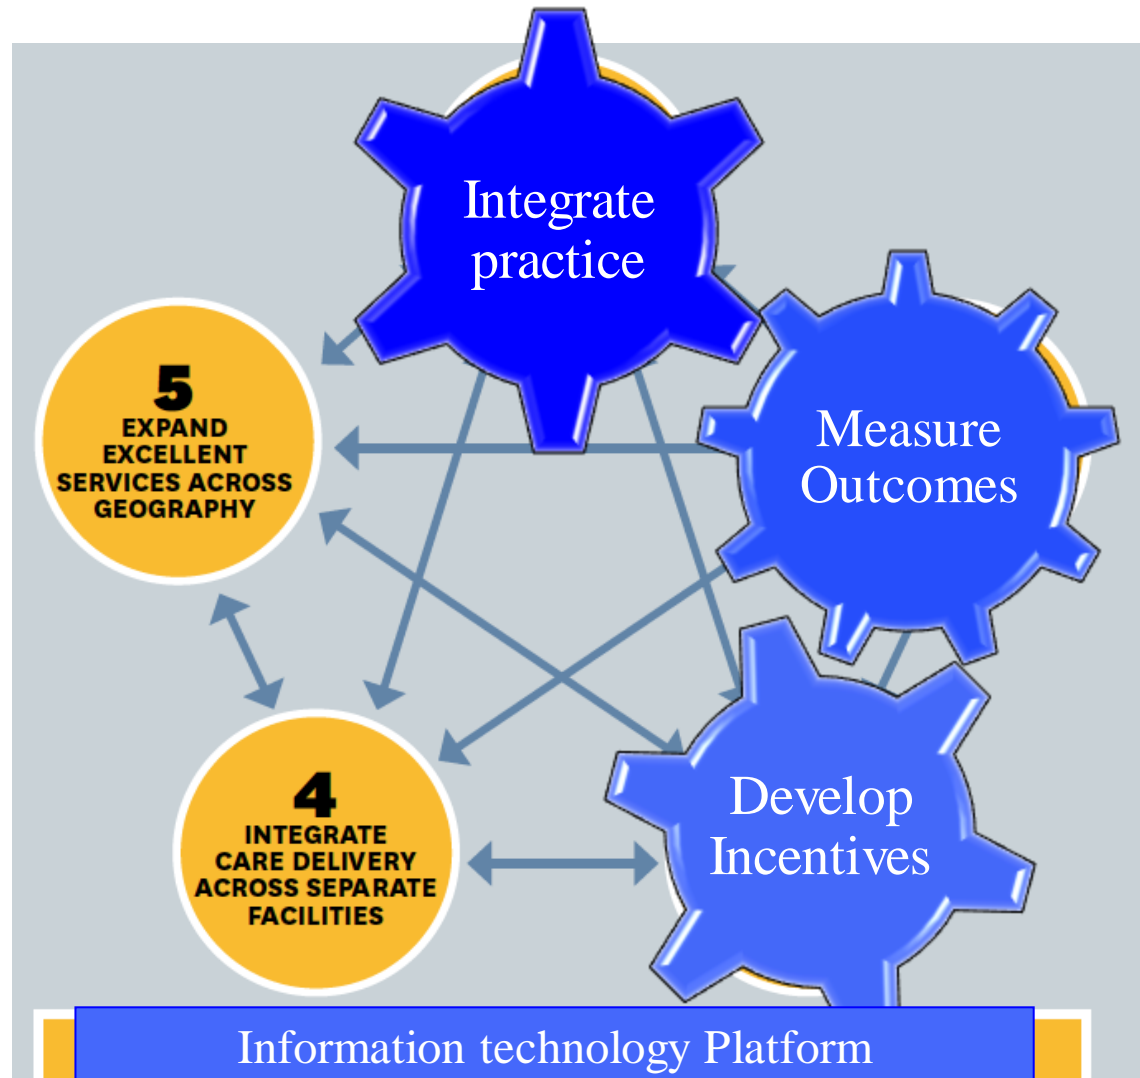 Integrate
practice
Measure
Outcomes
5
EXPAND
EXCELLENT
SERVICES ACROSS
GEOGRAPHY
4
INTEGRATE
CARE DELIVERY
ACROSS SEPARATE
FACILITIES
Develop
Incentives
Information technology Platform